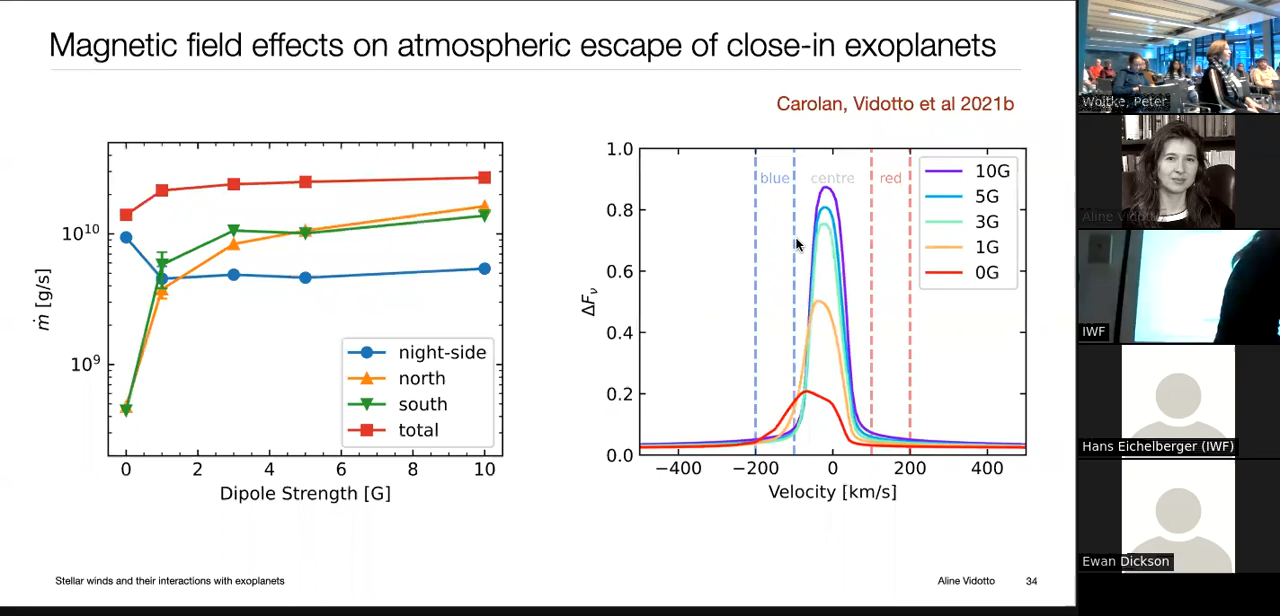 Magnetic field effects on atmospheric escape of close-in exoplanets
Carolan, Vidotto et al 2021b
10¹⁰
10⁹
ṁ [g/s]
night-side
north
south
total
0 2 4 6 8 10
Dipole Strength [G]
1.0
0.8
0.6
0.4
0.2
0.0
ΔFν
blue centre red
10G
5G
3G
1G
0G
−400 −200 0 200 400
Velocity [km/s]
Stellar winds and their interactions with exoplanets
Aline Vidotto 34
Woitke, Peter
Aline Vidotto
IWF
Hans Eichelberger (IWF)
Ewan Dickson